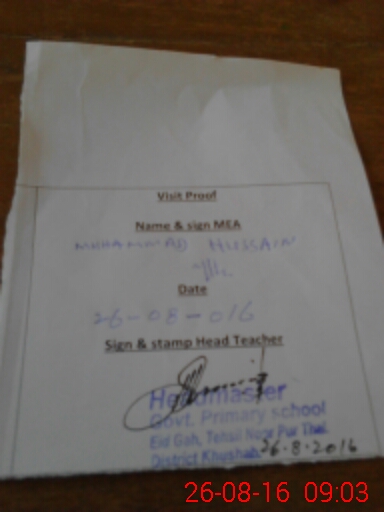 Visit Proof
Name & sign MEA
MUHAMMAD HUSSAIN
Date
26-08-016
Sign & stamp Head Teacher
Headmaster
Govt. Primary school
Eid Gah, Tehsil Noor Pur Thal.
District Khushab.
26.8.2016
26-08-16 09:03